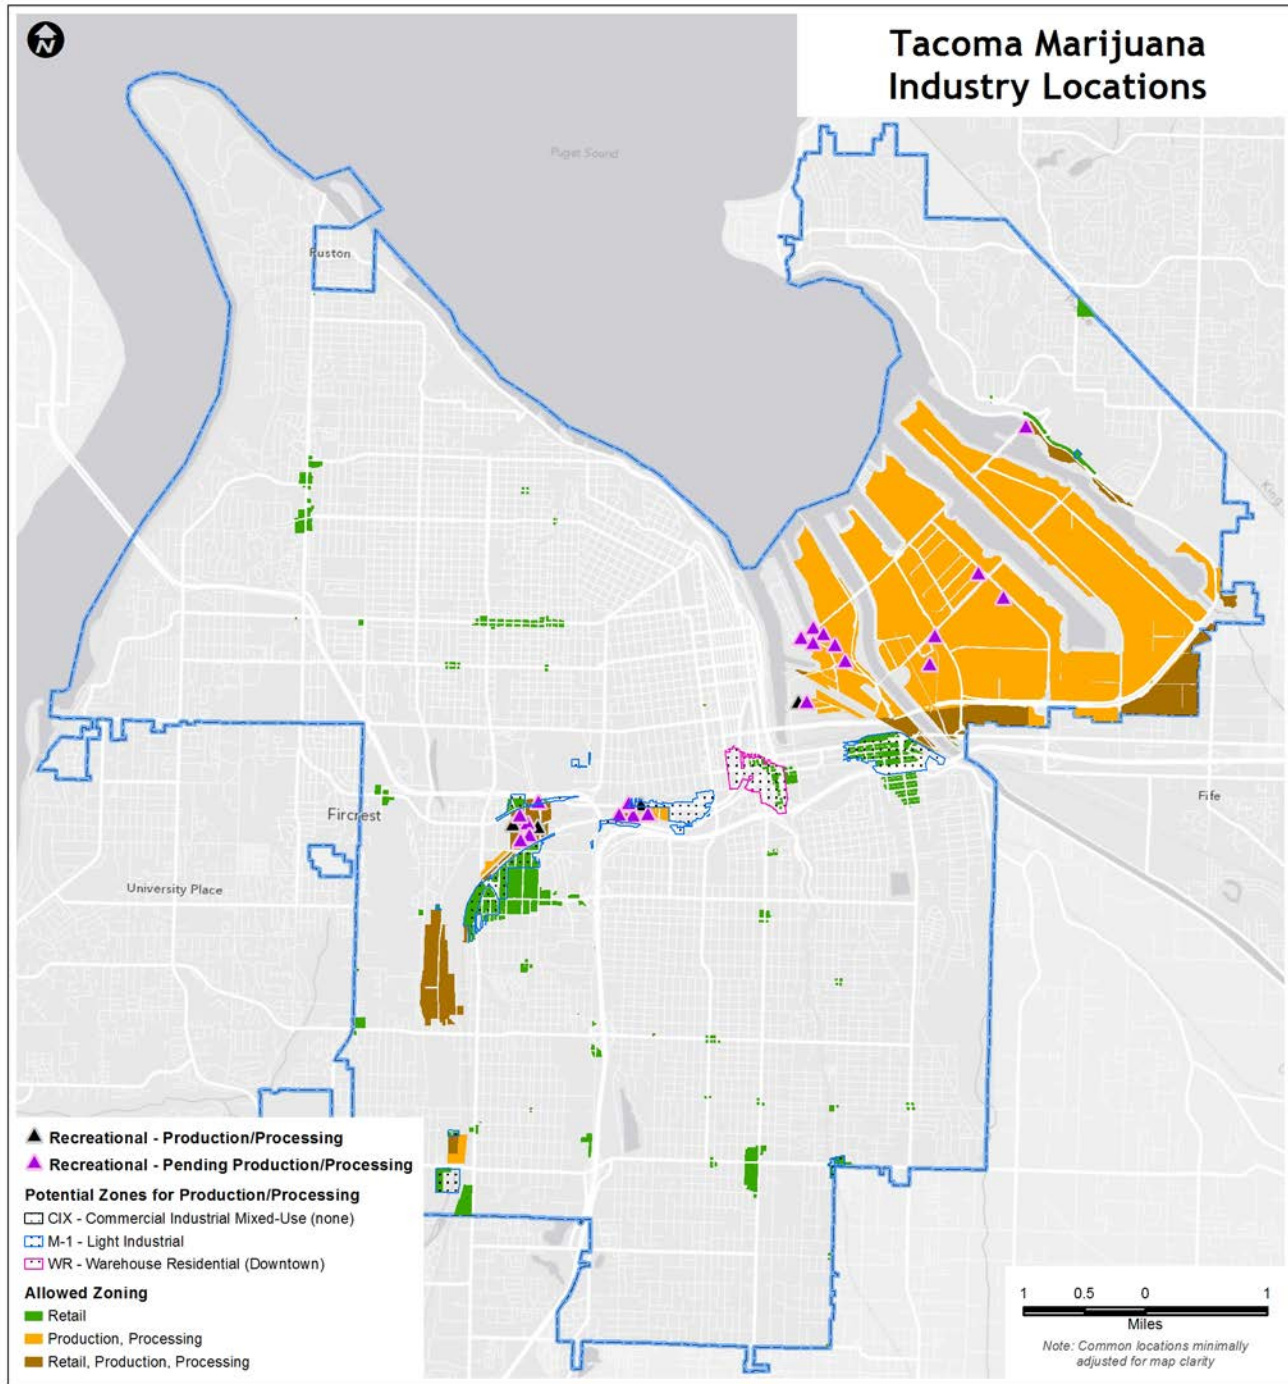 N
Tacoma Marijuana
Industry Locations
Puget Sound
Ruston
King
Fircrest
University Place
Fife
Recreational - Production/Processing
Recreational - Pending Production/Processing
Potential Zones for Production/Processing
CIX - Commercial Industrial Mixed-Use (none)
M-1 - Light Industrial
WR - Warehouse Residential (Downtown)
Allowed Zoning
Retail
Production, Processing
Retail, Production, Processing
1 0.5 0 1
Miles
Note: Common locations minimally
adjusted for map clarity